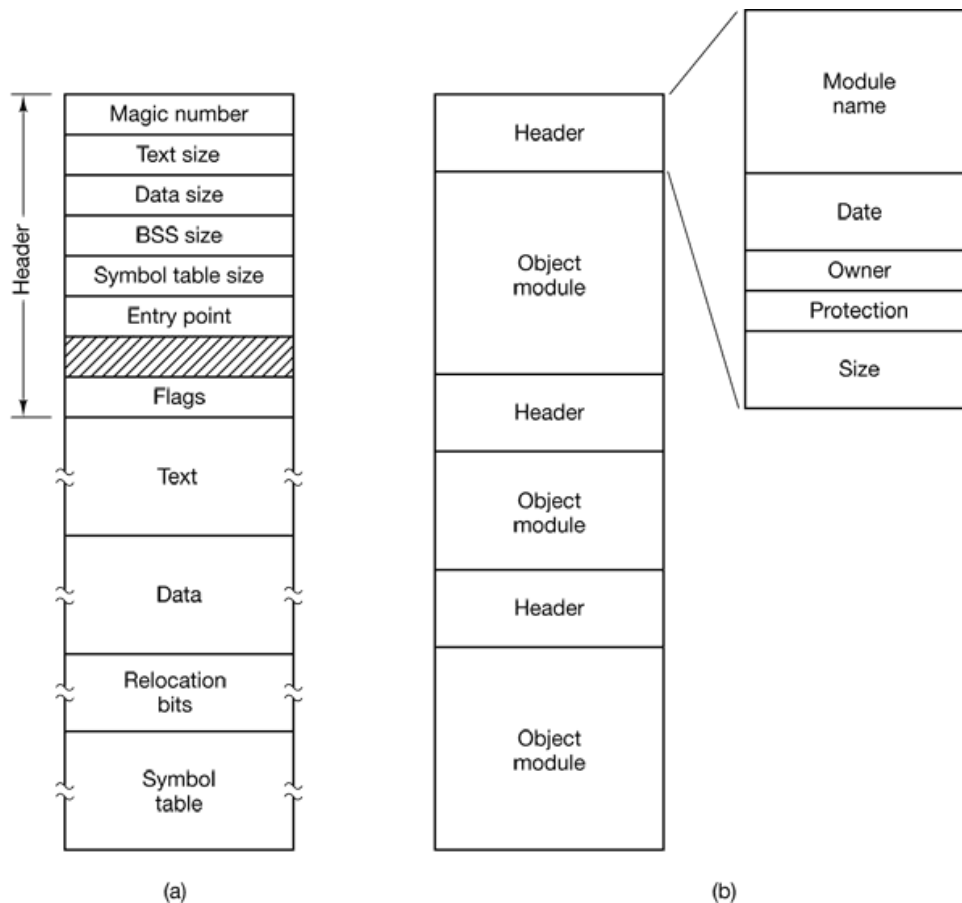 Header
Magic number
Text size
Data size
BSS size
Symbol table size
Entry point
Flags
Text
Data
Relocation
bits
Symbol
table
(a)
Header
Object
module
Header
Object
module
Header
Object
module
(b)
Module
name
Date
Owner
Protection
Size